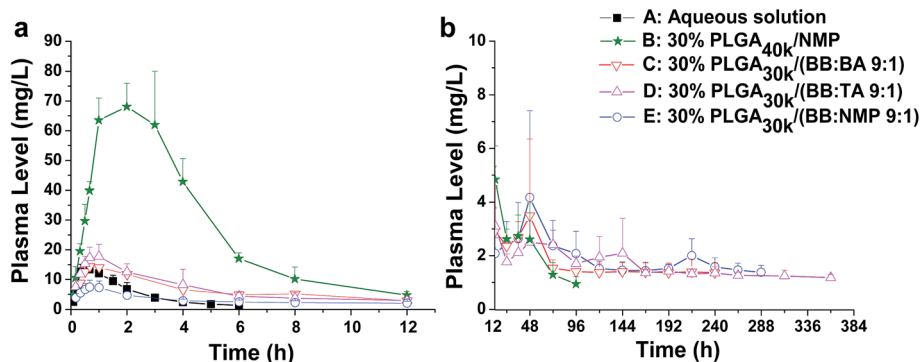 a
Plasma Level (mg/L)
90
80
70
60
50
40
30
20
10
0
0
2
4
6
8
10
12
Time (h)
b
A: Aqueous solution
B: 30% PLGA40k/NMP
C: 30% PLGA30k/(BB:BA 9:1)
D: 30% PLGA30k/(BB:TA 9:1)
E: 30% PLGA30k/(BB:NMP 9:1)
Plasma Level (mg/L)
10
8
6
4
2
0
12
48
96
144
192
240
288
336
384
Time (h)